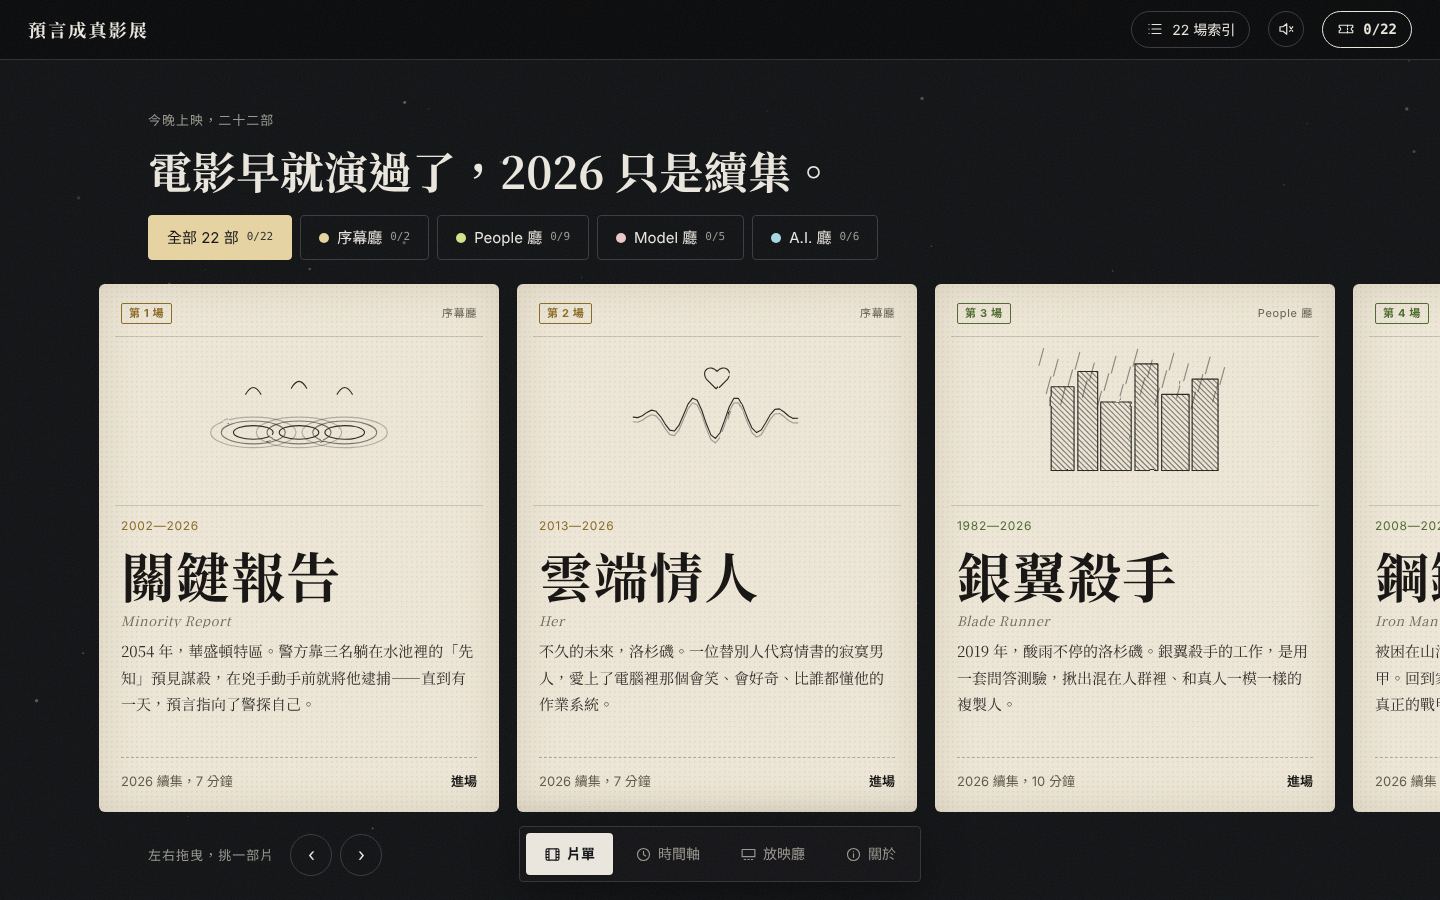 預言成真影展
22 場索引
0/22
今晚上映，二十二部
電影早就演過了，2026 只是續集。
全部 22 部 0/22
序幕廳 0/2
People 廳 0/9
Model 廳 0/5
A.I. 廳 0/6
第 1 場
序幕廳
2002—2026
關鍵報告
Minority Report
2054 年，華盛頓特區。警方靠三名躺在水池裡的「先
知」預見謀殺，在兇手動手前就將他逮捕——直到有
一天，預言指向了警探自己。
2026 續集，7 分鐘
進場
第 2 場
序幕廳
2013—2026
雲端情人
Her
不久的未來，洛杉磯。一位替別人代寫情書的寂寞男
人，愛上了電腦裡那個會笑、會好奇、比誰都懂他的
作業系統。
2026 續集，7 分鐘
進場
第 3 場
People 廳
1982—2026
銀翼殺手
Blade Runner
2019 年，酸雨不停的洛杉磯。銀翼殺手的工作，是用
一套問答測驗，揪出混在人群裡、和真人一模一樣的
複製人。
2026 續集，10 分鐘
進場
第 4 場
2008—202
鋼
Iron Man
被困在山
甲。回到
真正的戰
2026 續集
左右拖曳，挑一部片
片單
時間軸
放映廳
關於